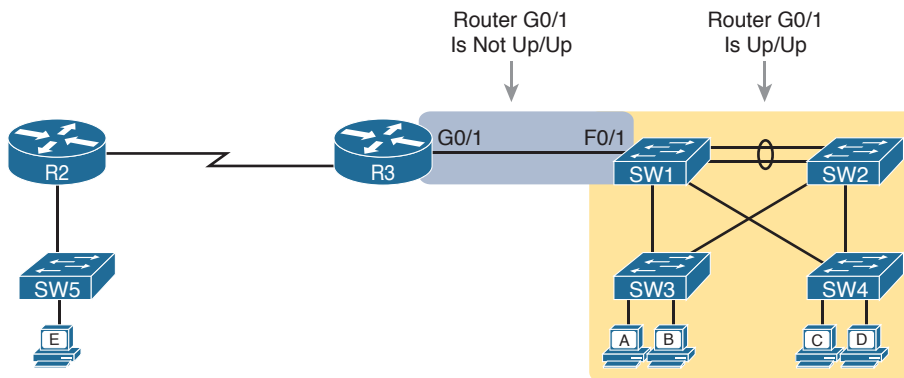 Router G0/1
Is Not Up/Up
Router G0/1
Is Up/Up
G0/1
F0/1
R2
R3
SW1
SW2
SW5
SW3
SW4
E
A
B
C
D